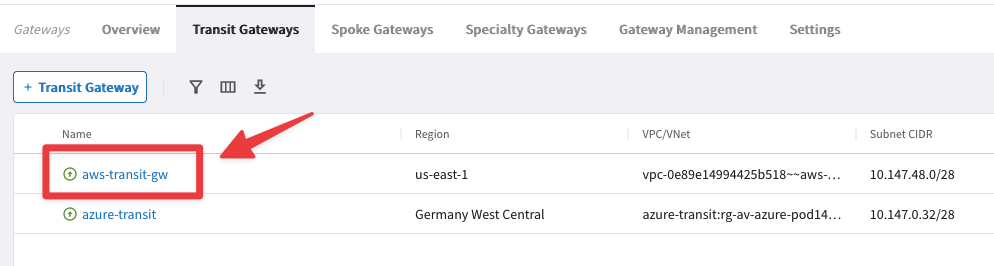 Gateways Overview Transit Gateways Spoke Gateways Specialty Gateways Gateway Management Settings
+ Transit Gateway
Name Region VPC/VNet Subnet CIDR
aws-transit-gw us-east-1 vpc-0e89e14994425b518~~aws-... 10.147.48.0/28
azure-transit Germany West Central azure-transit:rg-av-azure-pod14... 10.147.0.32/28